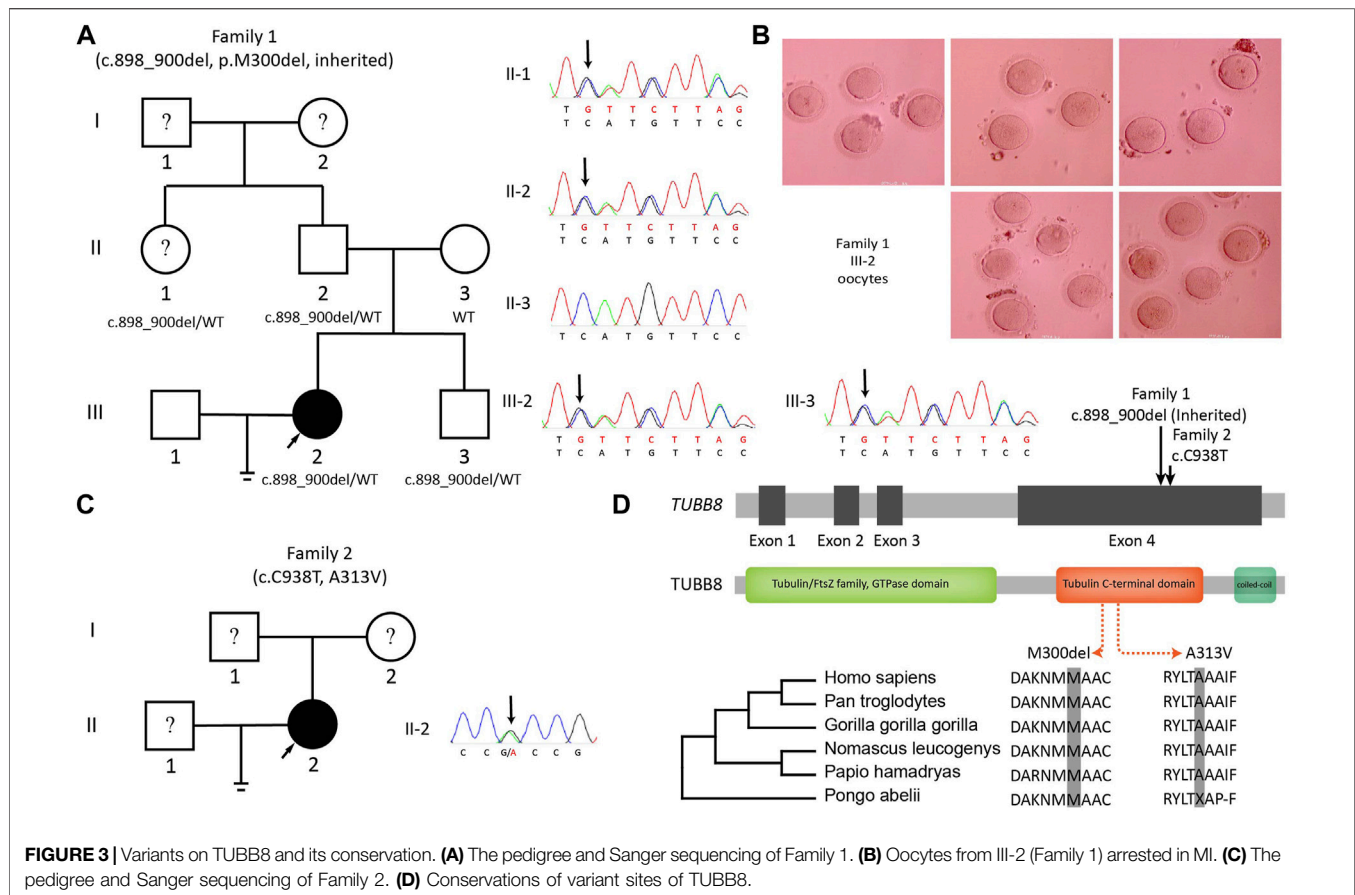 A
Family 1
(c.898_900del, p.M300del, inherited)
I
?
?
1
2
II
?
1
2
3
c.898_900del/WT
c.898_900del/WT
WT
III
1
2
3
c.898_900del/WT
c.898_900del/WT
II-1
T G T T C T T A G
T C A T G T T C C
II-2
T G T T C T T A G
T C A T G T T C C
II-3
T C A T G T T C C
III-2
T G T T C T T A G
T C A T G T T C C
III-3
T G T T C T T A G
T C A T G T T C C
B
Family 1
III-2
oocytes
C
Family 2
(c.C938T, A313V)
I
?
?
1
2
II
?
1
2
II-2
C C G/A C C G
D
Family 1
c.898_900del (Inherited)
Family 2
c.C938T
TUBB8
Exon 1
Exon 2
Exon 3
Exon 4
TUBB8
Tubulin/FtsZ family, GTPase domain
Tubulin C-terminal domain
coiled-coil
M300del
A313V
Homo sapiens DAKNMMAAC RYLTAAAIF
Pan troglodytes DAKNMMAAC RYLTAAAIF
Gorilla gorilla gorilla DAKNMMAAC RYLTAAAIF
Nomascus leucogenys DAKNMMAAC RYLTAAAIF
Papio hamadryas DARNMMAAC RYLTAAAIF
Pongo abelii DAKNMMAAC RYLTXAP-F
FIGURE 3 | Variants on TUBB8 and its conservation. (A) The pedigree and Sanger sequencing of Family 1. (B) Oocytes from III-2 (Family 1) arrested in MI. (C) The
pedigree and Sanger sequencing of Family 2. (D) Conservations of variant sites of TUBB8.